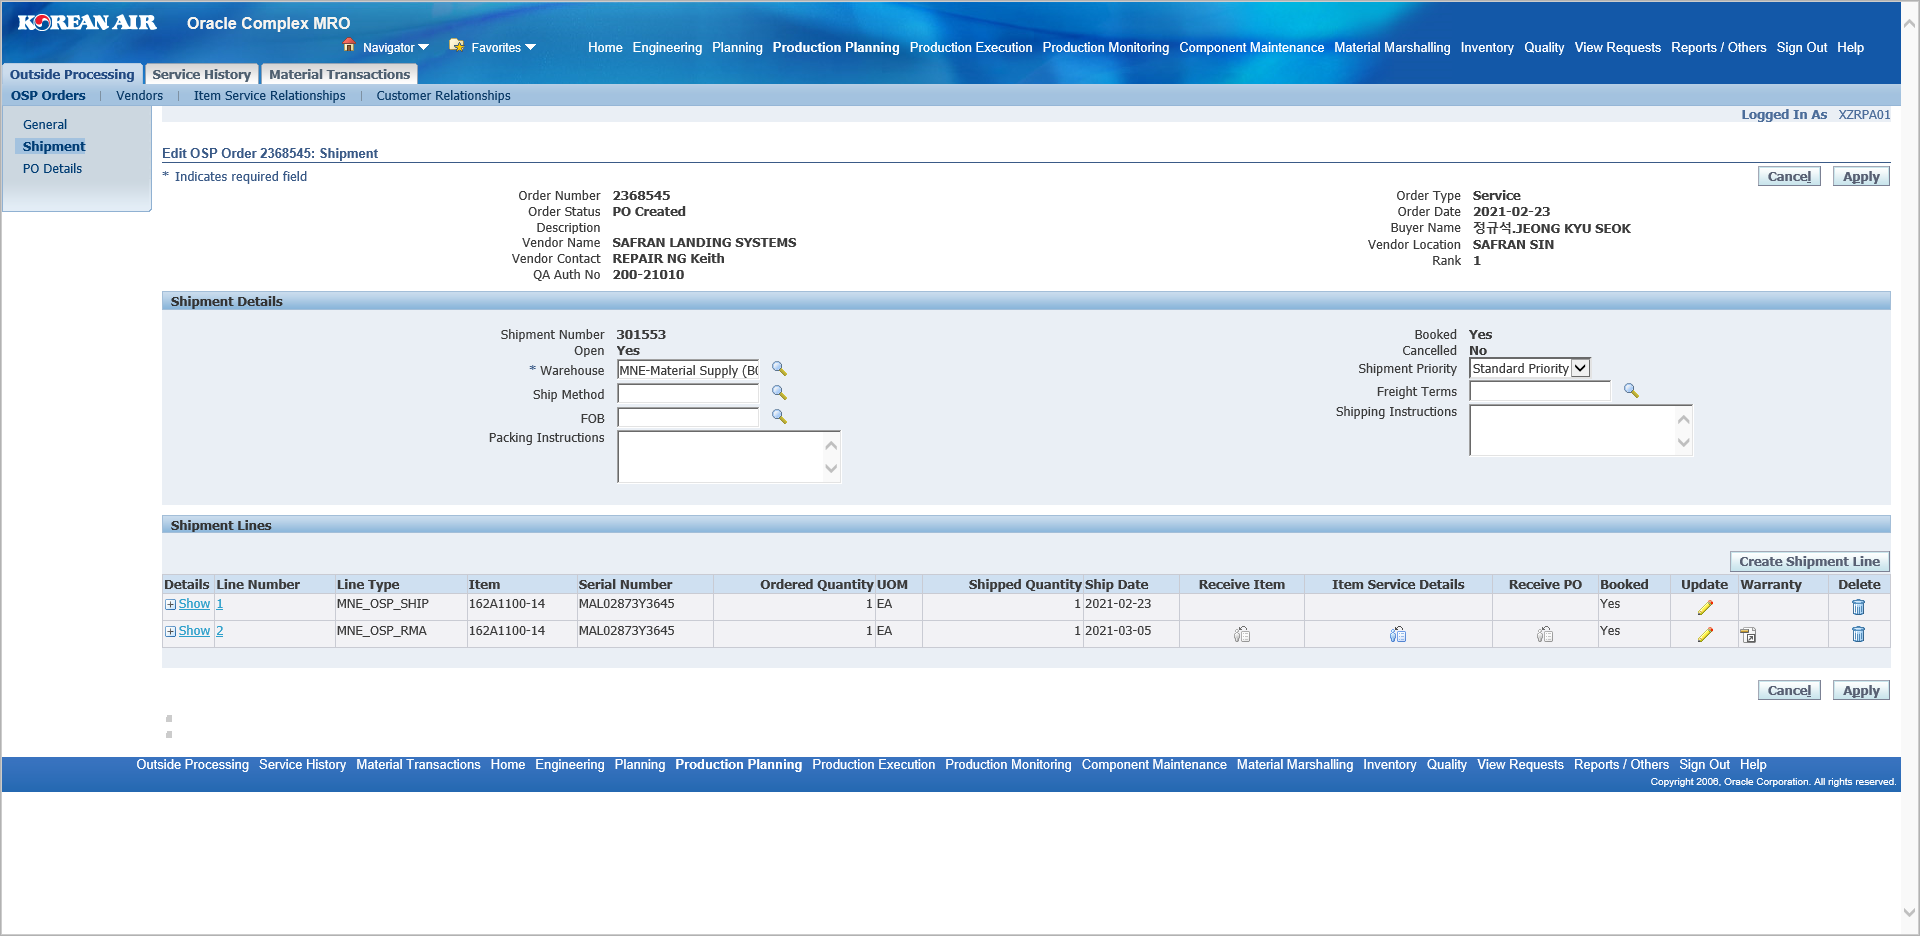 KOREAN AIR
Oracle Complex MRO
Navigator Favorites Home Engineering Planning Production Planning Production Execution Production Monitoring Component Maintenance Material Marshalling Inventory Quality View Requests Reports / Others Sign Out Help
Outside Processing Service History Material Transactions
OSP Orders | Vendors | Item Service Relationships | Customer Relationships
General
Shipment
PO Details
Logged In As XZRPA01
Edit OSP Order 2368545: Shipment
* Indicates required field
Cancel Apply
Order Number 2368545
Order Status PO Created
Description
Vendor Name SAFRAN LANDING SYSTEMS
Vendor Contact REPAIR NG Keith
QA Auth No 200-21010
Order Type Service
Order Date 2021-02-23
Buyer Name 정규석.JEONG KYU SEOK
Vendor Location SAFRAN SIN
Rank 1
Shipment Details
Shipment Number 301553
Open Yes
* Warehouse MNE-Material Supply (B0
Ship Method
FOB
Packing Instructions
Booked Yes
Cancelled No
Shipment Priority Standard Priority
Freight Terms
Shipping Instructions
Shipment Lines
Create Shipment Line
Details Line Number Line Type Item Serial Number Ordered Quantity UOM Shipped Quantity Ship Date Receive Item Item Service Details Receive PO Booked Update Warranty Delete
Show 1 MNE_OSP_SHIP 162A1100-14 MAL02873Y3645 1 EA 1 2021-02-23 Yes
Show 2 MNE_OSP_RMA 162A1100-14 MAL02873Y3645 1 EA 1 2021-03-05 Yes
Cancel Apply
Outside Processing Service History Material Transactions Home Engineering Planning Production Planning Production Execution Production Monitoring Component Maintenance Material Marshalling Inventory Quality View Requests Reports / Others Sign Out Help
Copyright 2006, Oracle Corporation. All rights reserved.